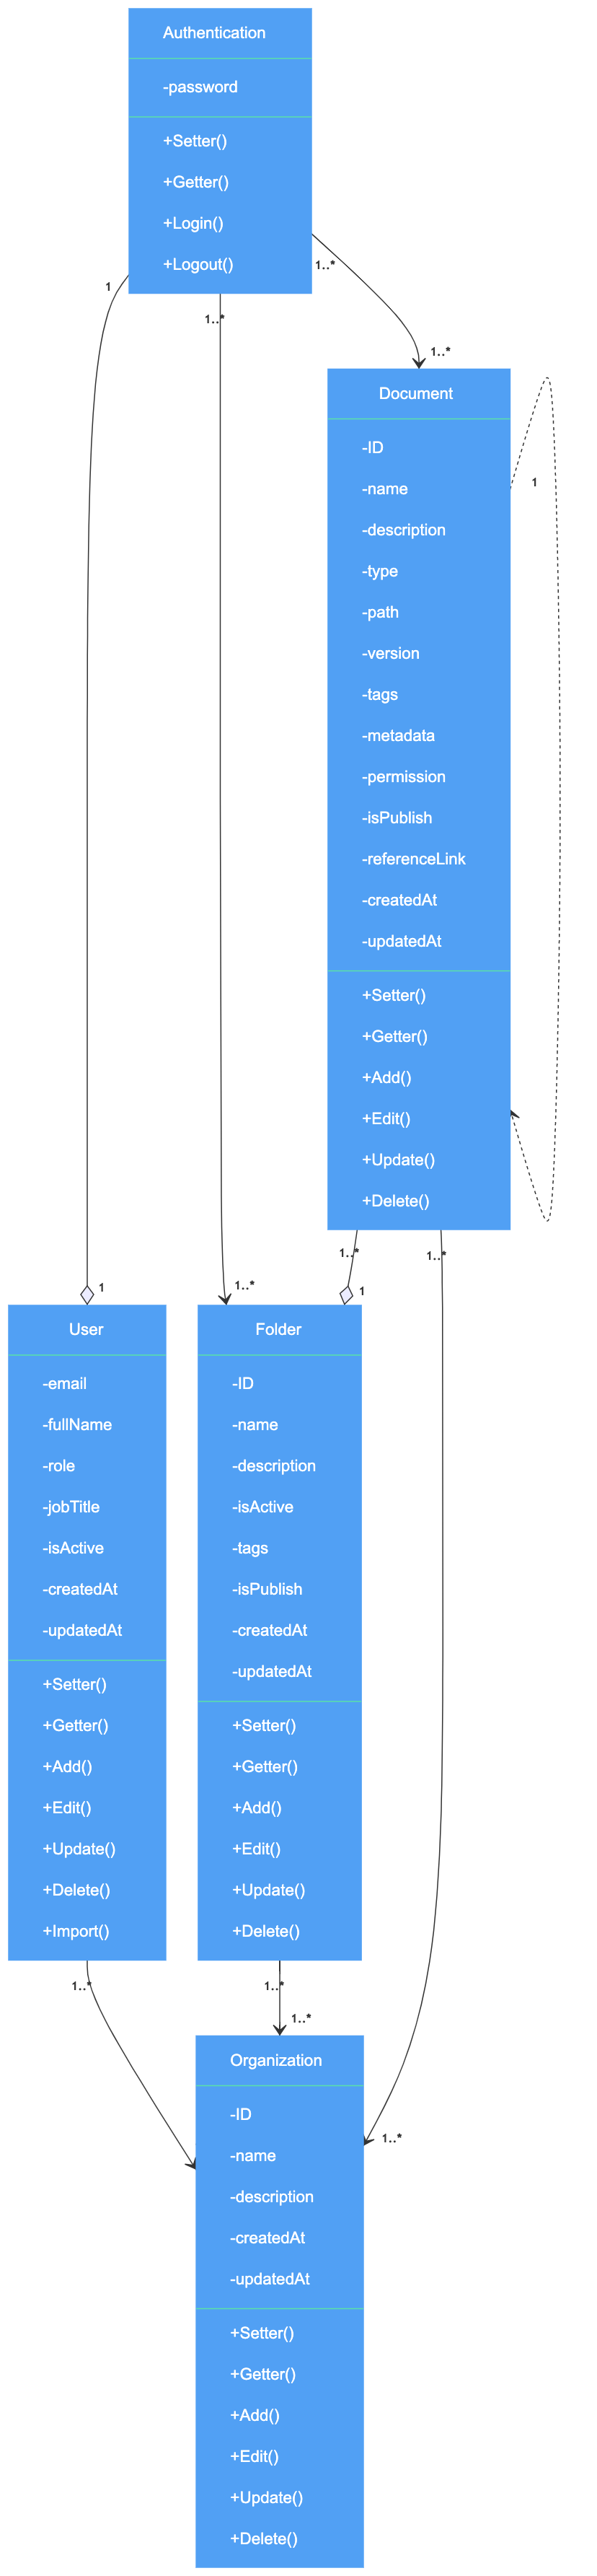 Authentication
-password
+Setter()
+Getter()
+Login()
+Logout()
1
1..*
1..*
1..*
Document
-ID
-name
-description
-type
-path
-version
-tags
-metadata
-permission
-isPublish
-referenceLink
-createdAt
-updatedAt
+Setter()
+Getter()
+Add()
+Edit()
+Update()
+Delete()
1
1..*
1..*
1
1..*
1
User
-email
-fullName
-role
-jobTitle
-isActive
-createdAt
-updatedAt
+Setter()
+Getter()
+Add()
+Edit()
+Update()
+Delete()
+Import()
Folder
-ID
-name
-description
-isActive
-tags
-isPublish
-createdAt
-updatedAt
+Setter()
+Getter()
+Add()
+Edit()
+Update()
+Delete()
1..*
1..*
1..*
Organization
-ID
-name
-description
-createdAt
-updatedAt
+Setter()
+Getter()
+Add()
+Edit()
+Update()
+Delete()
1..*